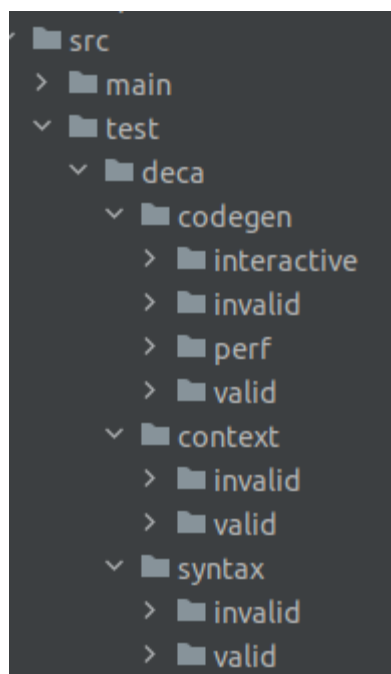 src
main
test
deca
codegen
interactive
invalid
perf
valid
context
invalid
valid
syntax
invalid
valid